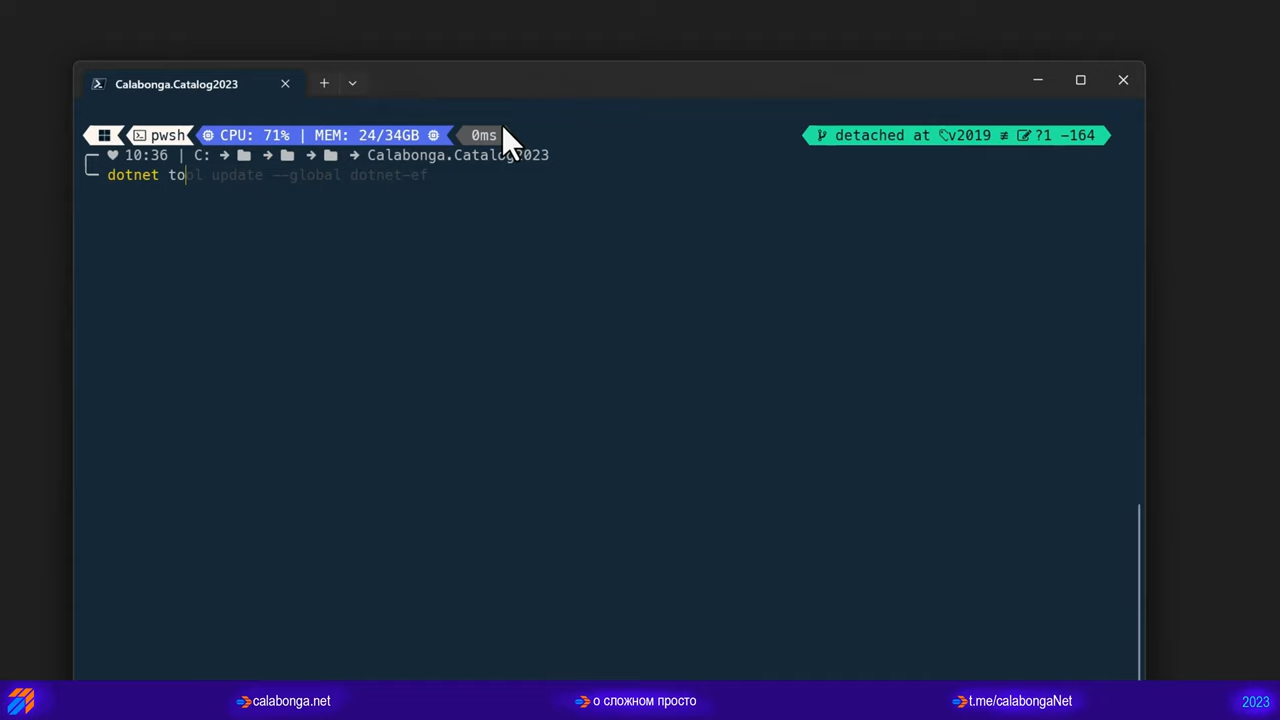 Calabonga.Catalog2023
pwsh CPU: 71% | MEM: 24/34GB 0ms detached at v2019 ≢ ?1 -164
10:36 | C: → → → → Calabonga.Catalog2023
dotnet tool update --global dotnet-ef
calabonga.net о сложном просто t.me/calabongaNet 2023